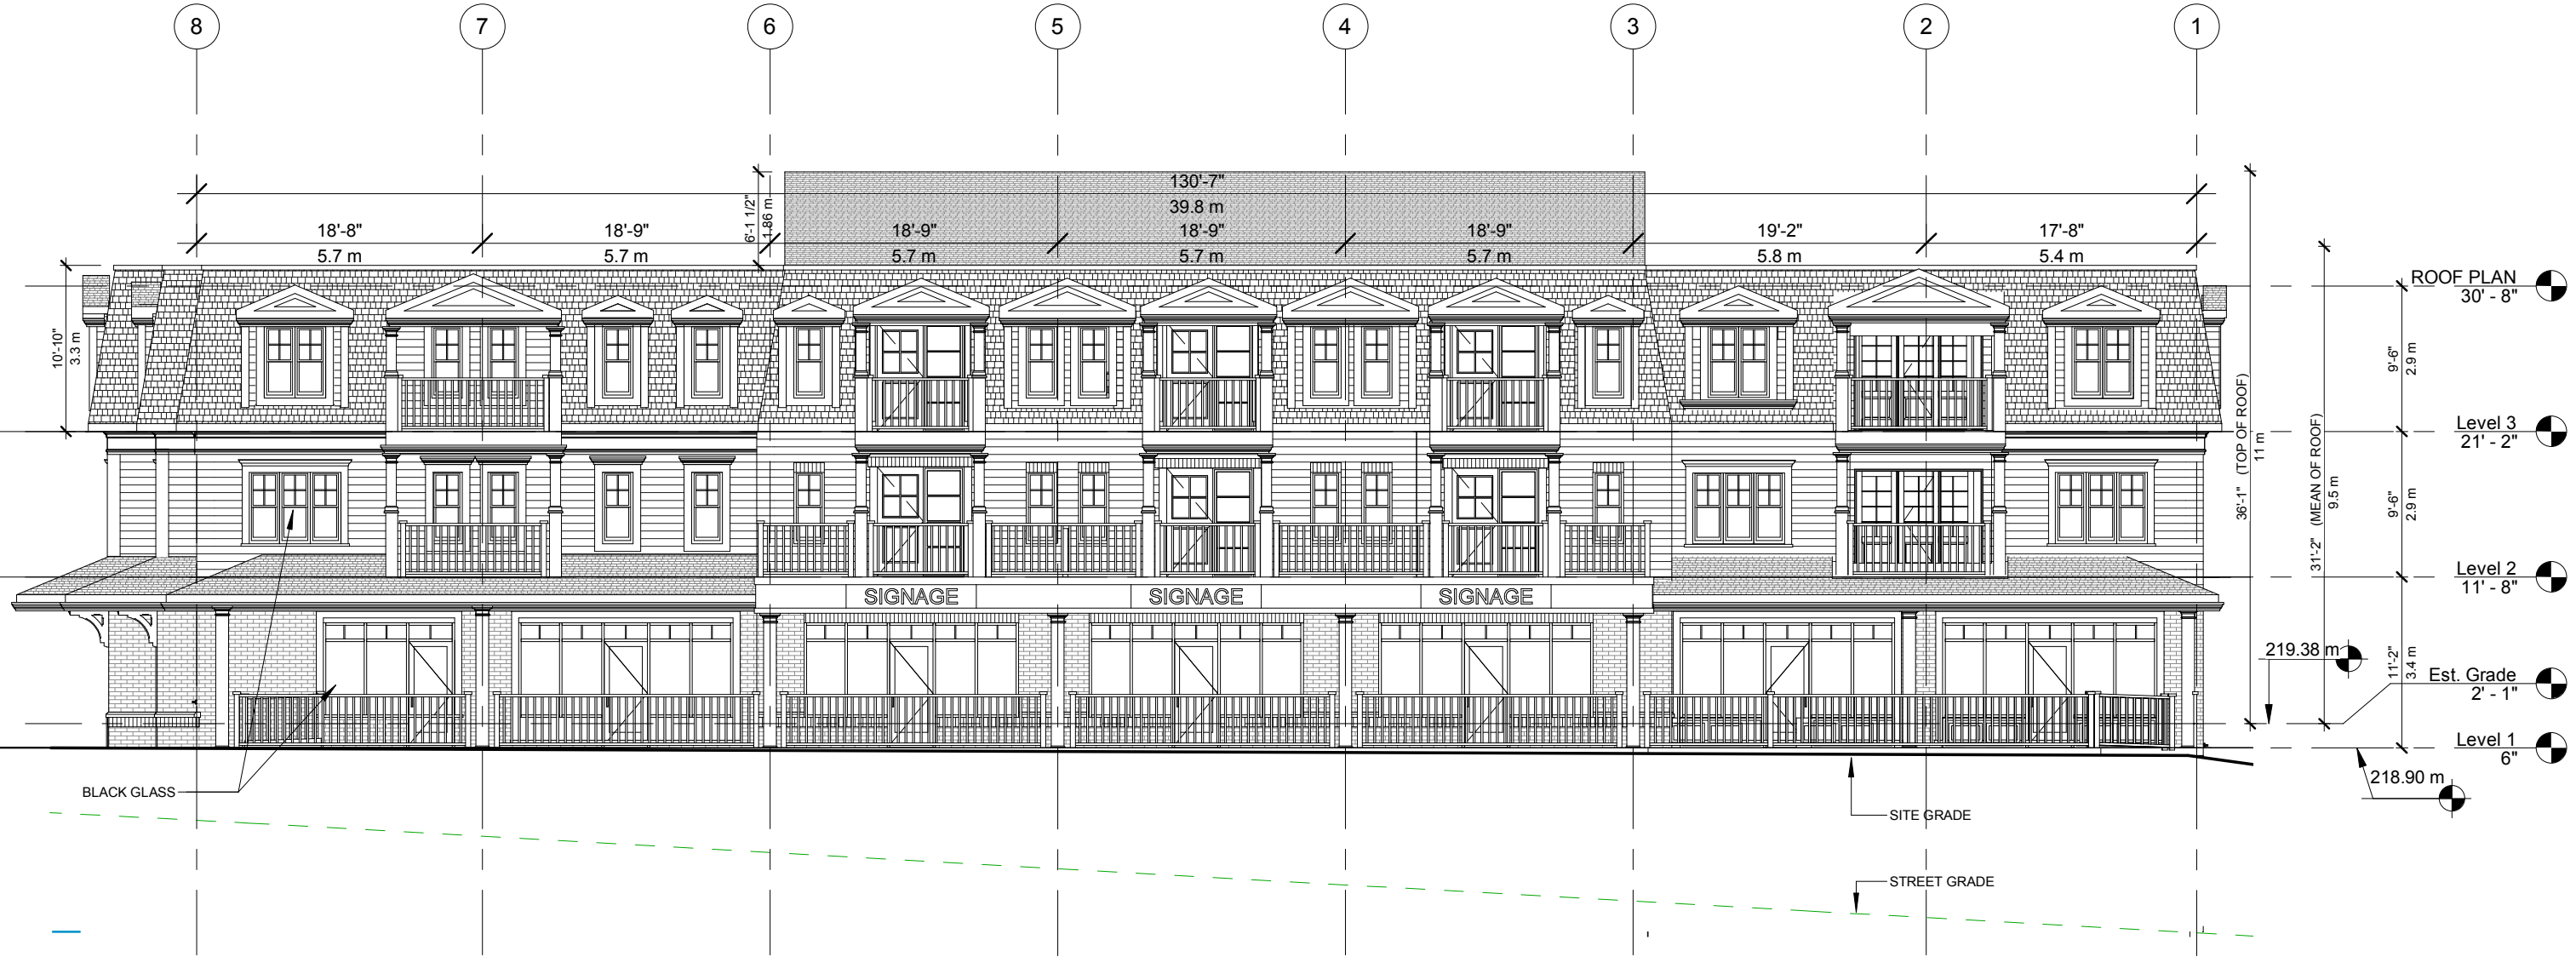 8 7 6 5 4 3 2 1
130'-7"
39.8 m
18'-8" 18'-9" 18'-9" 18'-9" 18'-9" 19'-2" 17'-8"
5.7 m 5.7 m 5.7 m 5.7 m 5.7 m 5.8 m 5.4 m
6'-1 1/2"
1.86 m
10'-10"
3.3 m
ROOF PLAN
30' - 8"
9'-6"
2.9 m
Level 3
21' - 2"
36'-1" (TOP OF ROOF)
11 m
31'-2" (MEAN OF ROOF)
9.5 m
9'-6"
2.9 m
Level 2
11' - 8"
SIGNAGE SIGNAGE SIGNAGE
219.38 m
11'-2"
3.4 m
Est. Grade
2' - 1"
Level 1
6"
218.90 m
BLACK GLASS
SITE GRADE
STREET GRADE